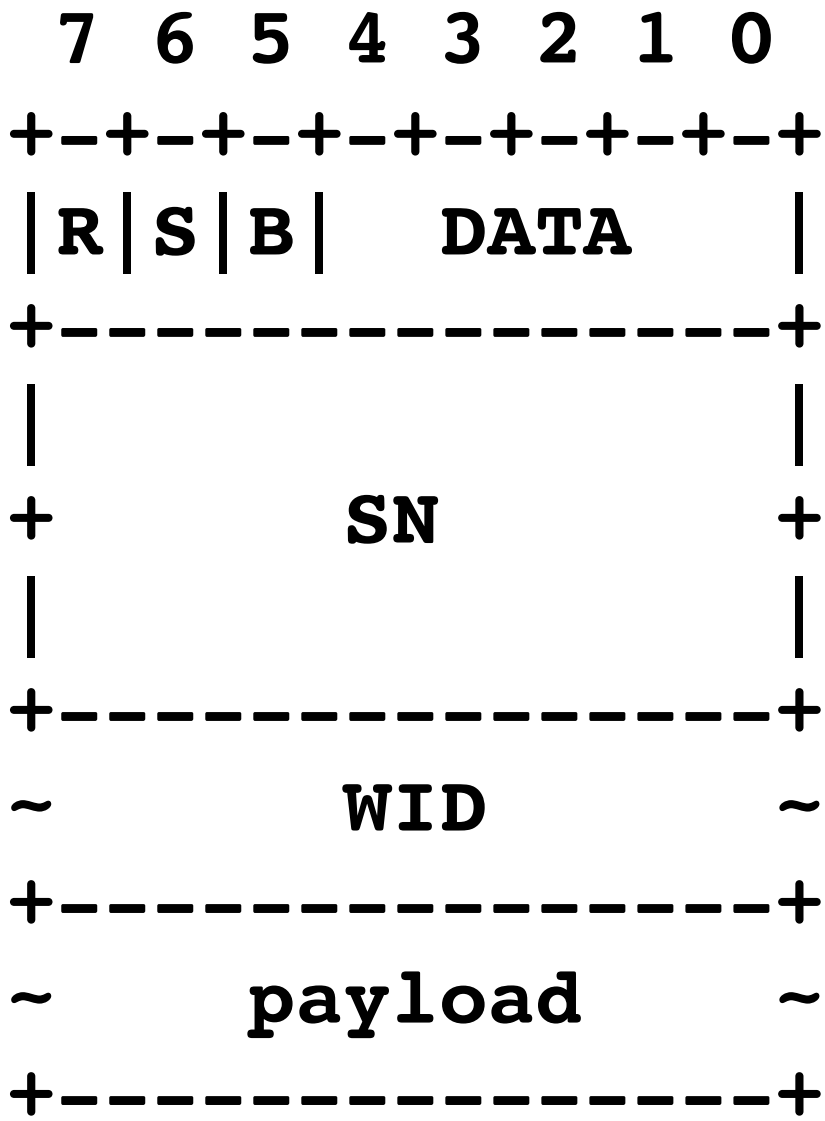 7 6 5 4 3 2 1 0
+-+-+-+-+-+-+-+-+
|R|S|B|  DATA   |
+---------------+
|               |
+      SN       +
|               |
+---------------+
~      WID      ~
+---------------+
~    payload    ~
+---------------+